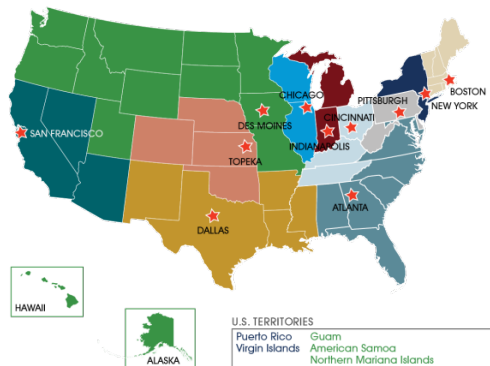 CHICAGO
BOSTON
PITTSBURGH
NEW YORK
DES MOINES
CINCINNATI
SAN FRANCISCO
INDIANAPOLIS
TOPEKA
ATLANTA
DALLAS
HAWAII
ALASKA
U.S. TERRITORIES
Puerto Rico Guam
Virgin Islands American Samoa
Northern Mariana Islands